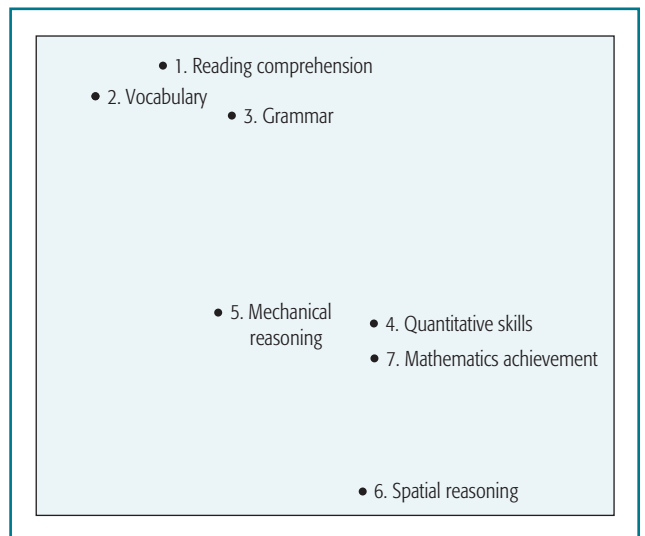 1. Reading comprehension
2. Vocabulary
3. Grammar
5. Mechanical
reasoning
4. Quantitative skills
7. Mathematics achievement
6. Spatial reasoning